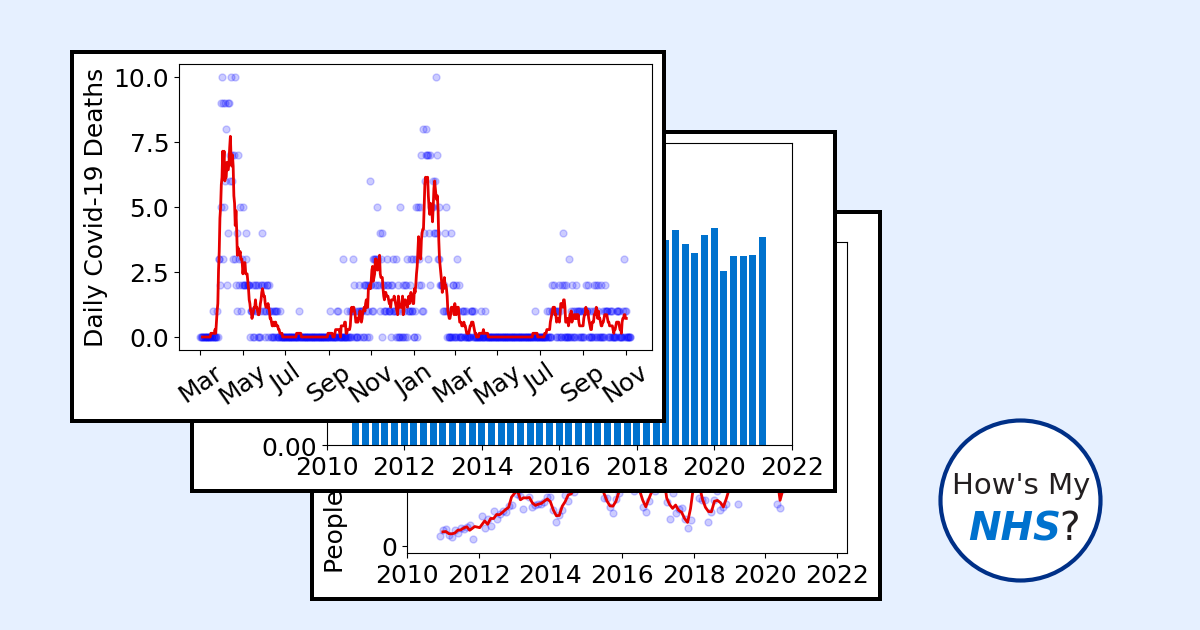 Daily Covid-19 Deaths
10.0
7.5
5.0
2.5
0.0
Mar May Jul Sep Nov Jan Mar May Jul Sep Nov
0.00
2010 2012 2014 2016 2018 2020 2022
People
0
2010 2012 2014 2016 2018 2020 2022
How's My
NHS?